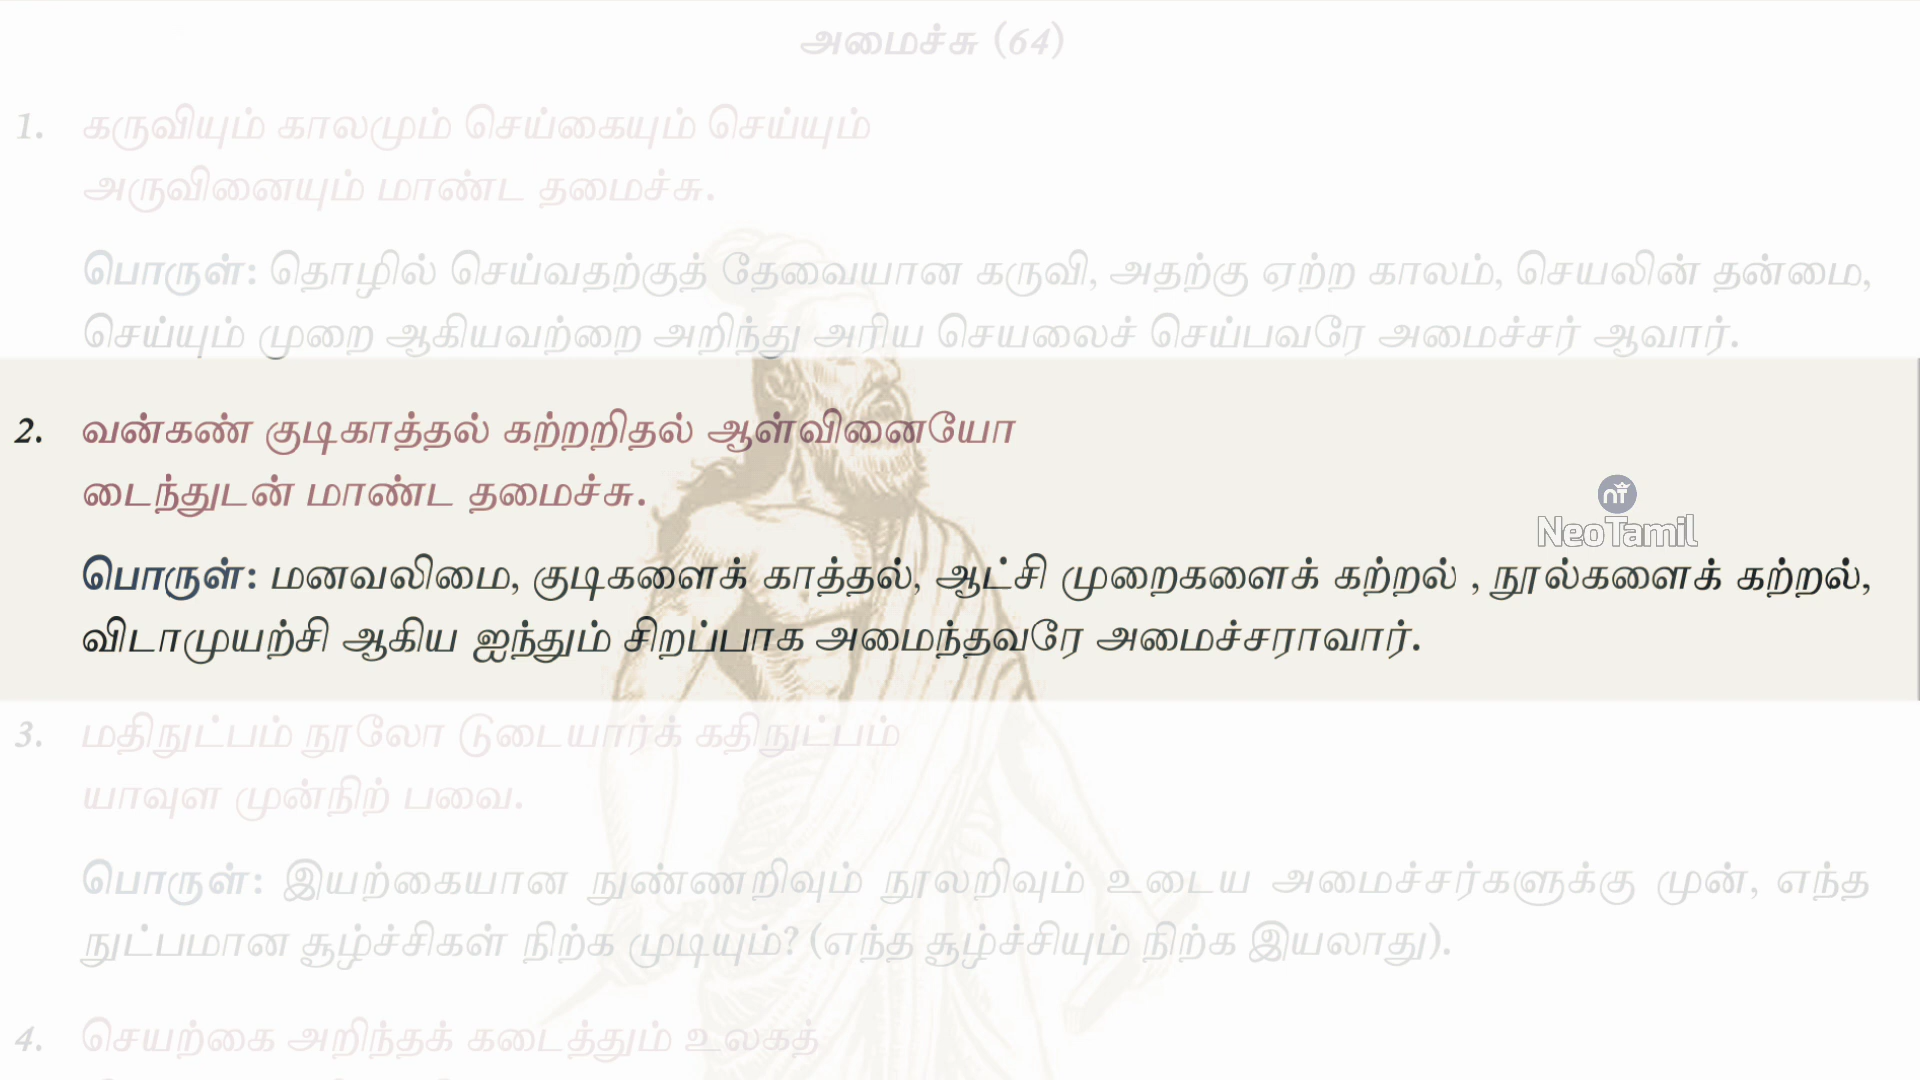 அமைச்சு (64)
1. கருவியும் காலமும் செய்கையும் செய்யும்
அருவினையும் மாண்ட தமைச்சு.
பொருள்: தொழில் செய்வதற்குத் தேவையான கருவி, அதற்கு ஏற்ற காலம், செயலின் தன்மை,
செய்யும் முறை ஆகியவற்றை அறிந்து அரிய செயலைச் செய்பவரே அமைச்சர் ஆவார்.
2. வன்கண் குடிகாத்தல் கற்றறிதல் ஆள்வினையோ
டைந்துடன் மாண்ட தமைச்சு.
NT
NeoTamil
பொருள்: மனவலிமை, குடிகளைக் காத்தல், ஆட்சி முறைகளைக் கற்றல் , நூல்களைக் கற்றல்,
விடாமுயற்சி ஆகிய ஐந்தும் சிறப்பாக அமைந்தவரே அமைச்சராவார்.
3. மதிநுட்பம் நூலோ டுடையார்க் கதிநுட்பம்
யாவுள முன்நிற் பவை.
பொருள்: இயற்கையான நுண்ணறிவும் நூலறிவும் உடைய அமைச்சர்களுக்கு முன், எந்த
நுட்பமான சூழ்ச்சிகள் நிற்க முடியும்? (எந்த சூழ்ச்சியும் நிற்க இயலாது).
4. செயற்கை அறிந்தக் கடைத்தும் உலகத்